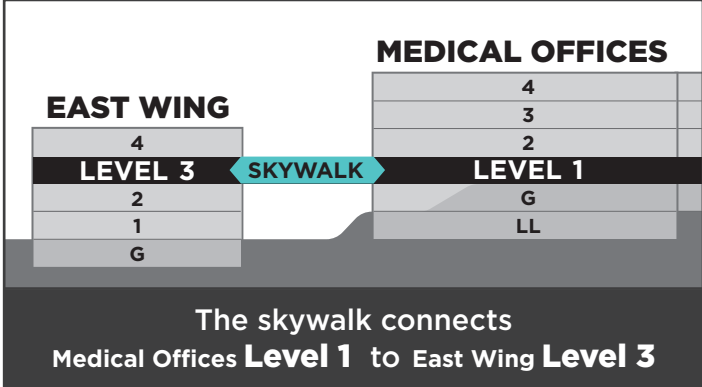 EAST WING
4
LEVEL 3
2
1
G
SKYWALK
MEDICAL OFFICES
4
3
2
LEVEL 1
G
LL
The skywalk connects
Medical Offices Level 1 to East Wing Level 3